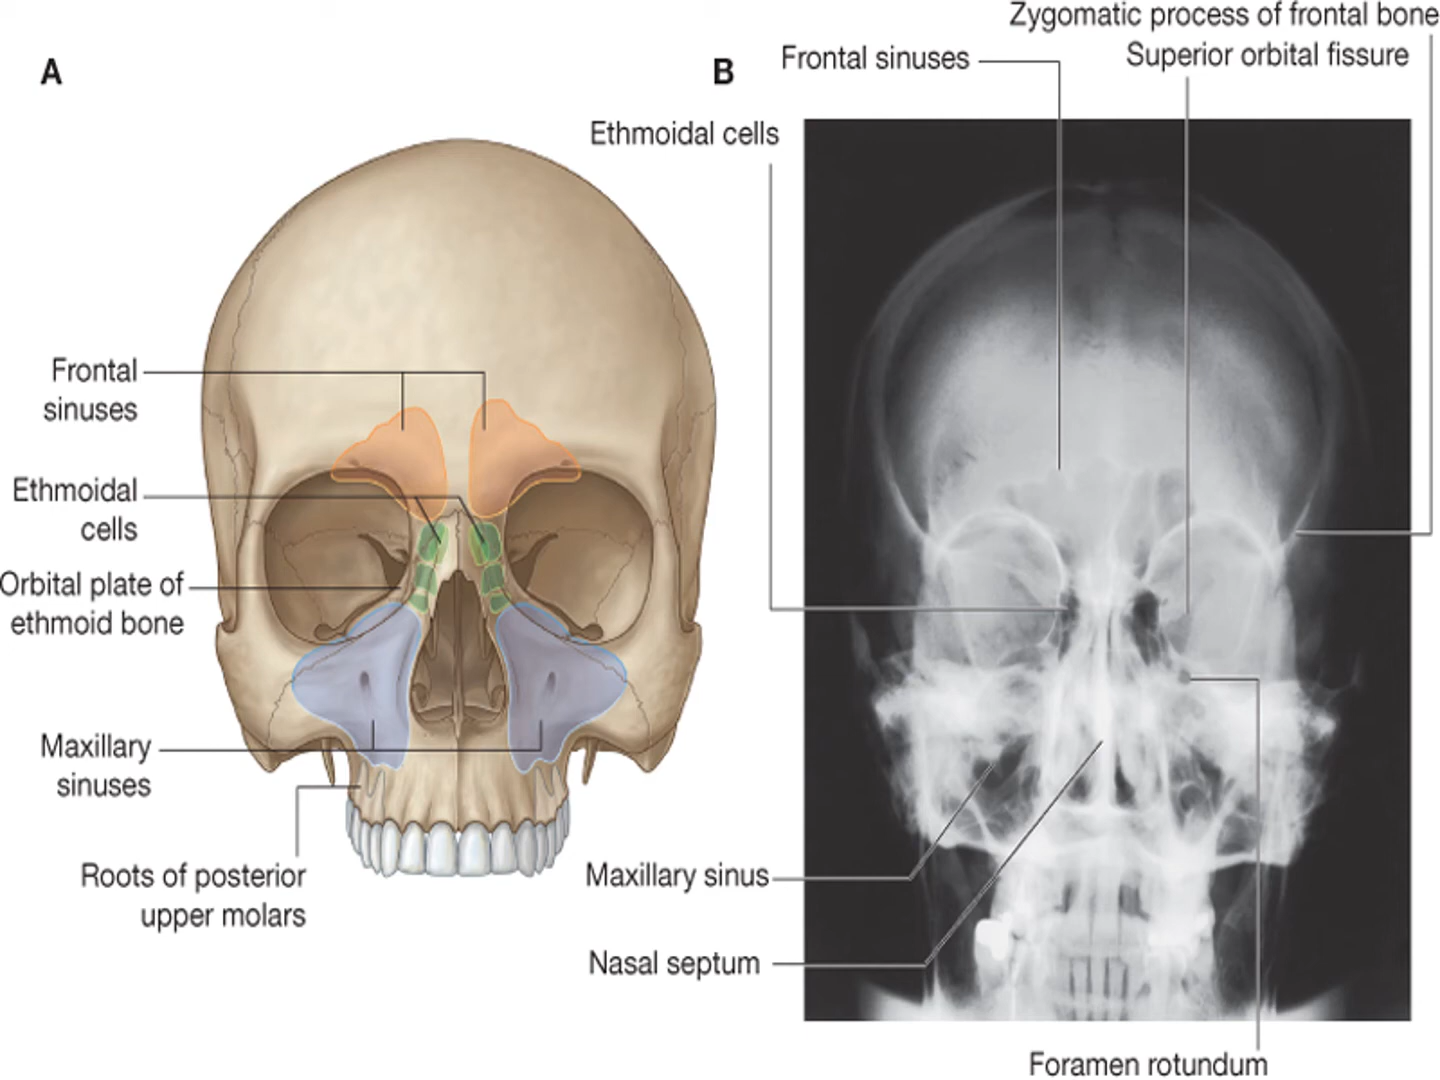 A
Frontal
sinuses
Ethmoidal
cells
Orbital plate of
ethmoid bone
Maxillary
sinuses
Roots of posterior
upper molars
B
Zygomatic process of frontal bone
Frontal sinuses
Superior orbital fissure
Ethmoidal cells
Maxillary sinus
Nasal septum
Foramen rotundum